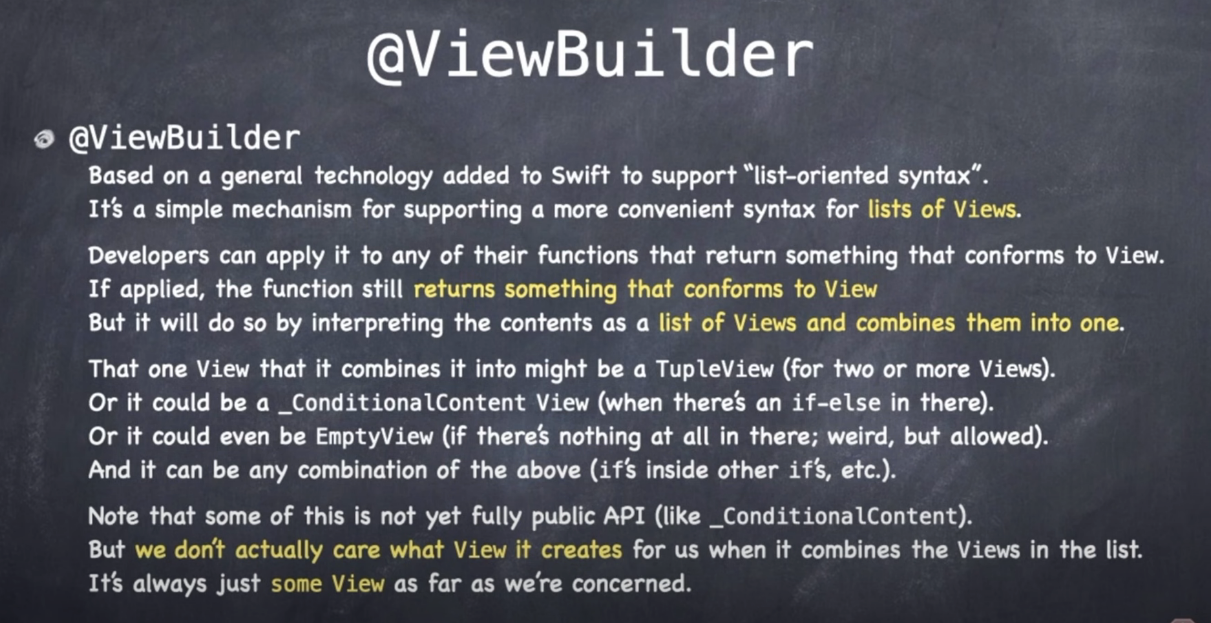 @ViewBuilder
@ViewBuilder
Based on a general technology added to Swift to support “list-oriented syntax”.
It’s a simple mechanism for supporting a more convenient syntax for lists of Views.
Developers can apply it to any of their functions that return something that conforms to View.
If applied, the function still returns something that conforms to View
But it will do so by interpreting the contents as a list of Views and combines them into one.
That one View that it combines it into might be a TupleView (for two or more Views).
Or it could be a _ConditionalContent View (when there’s an if-else in there).
Or it could even be EmptyView (if there’s nothing at all in there; weird, but allowed).
And it can be any combination of the above (if’s inside other if’s, etc.).
Note that some of this is not yet fully public API (like _ConditionalContent).
But we don’t actually care what View it creates for us when it combines the Views in the list.
It’s always just some View as far as we’re concerned.